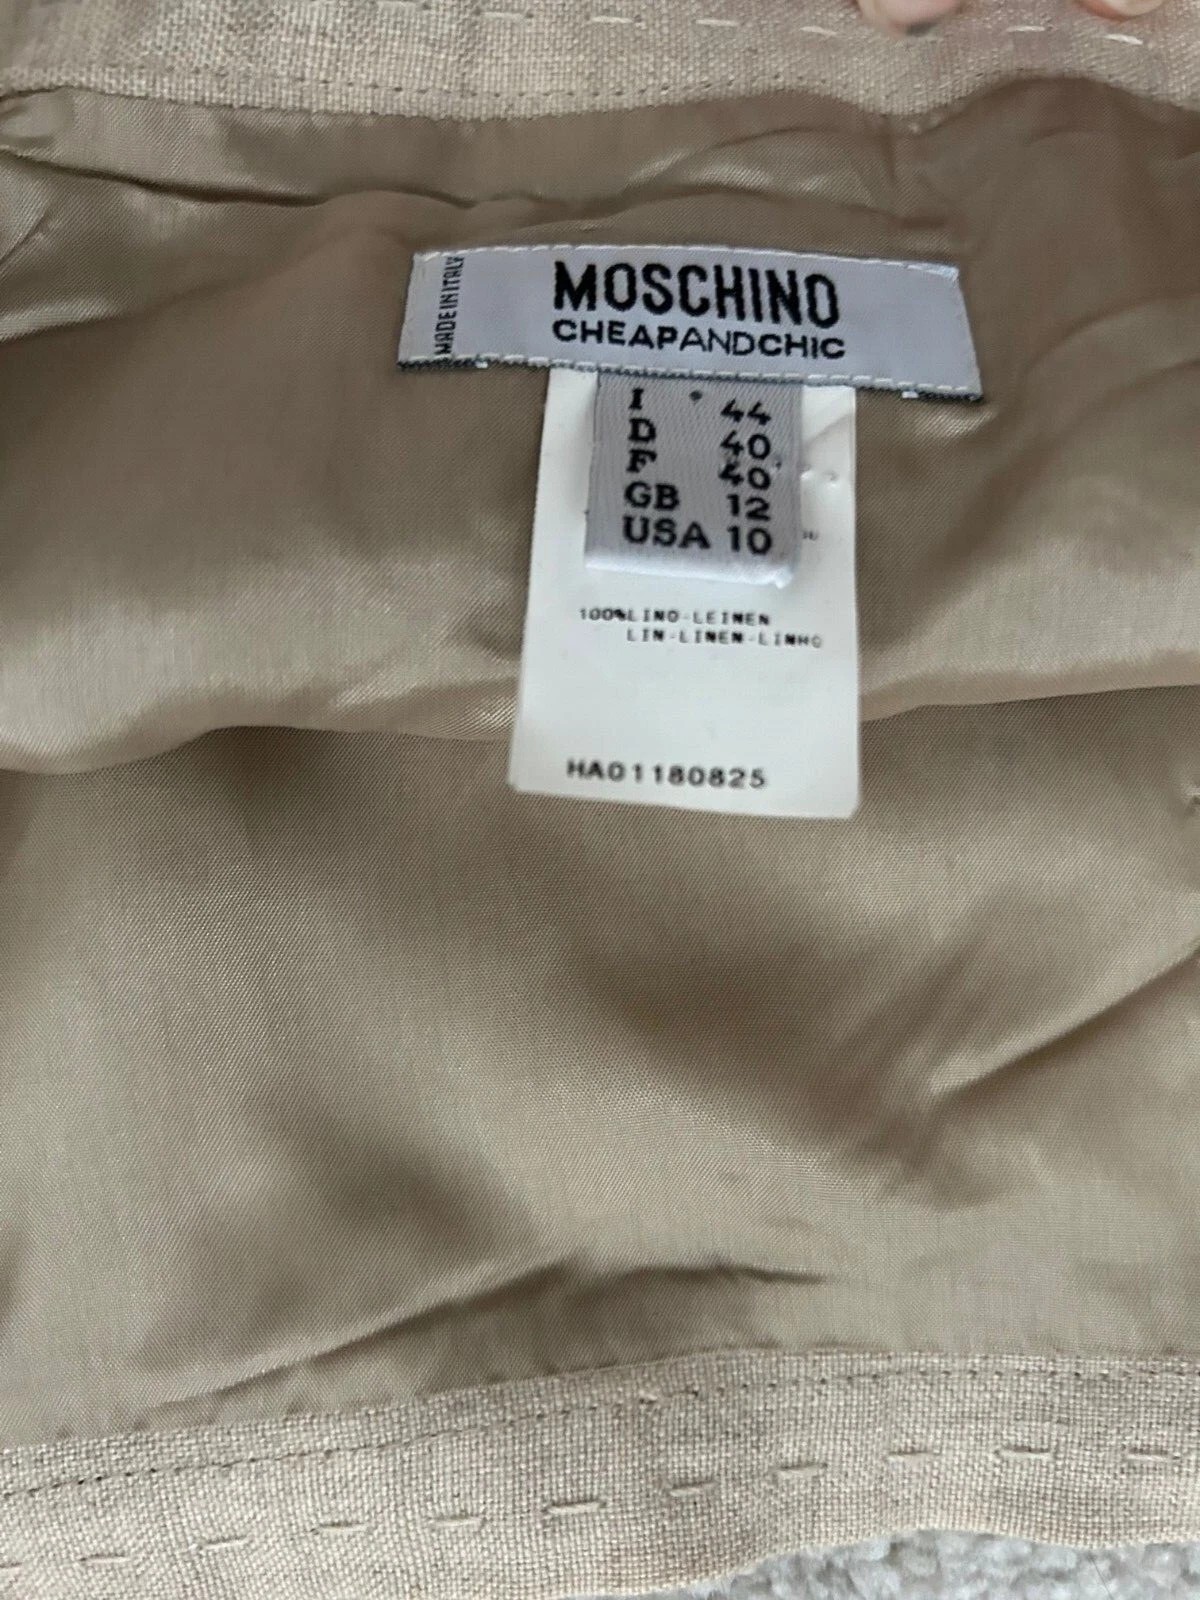 MADE IN ITALY
MOSCHINO
CHEAPANDCHIC
I 44
D 40
F 40
GB 12
USA 10
100%LINO-LEINEN
LIN-LINEN-LINHO
HA01180825